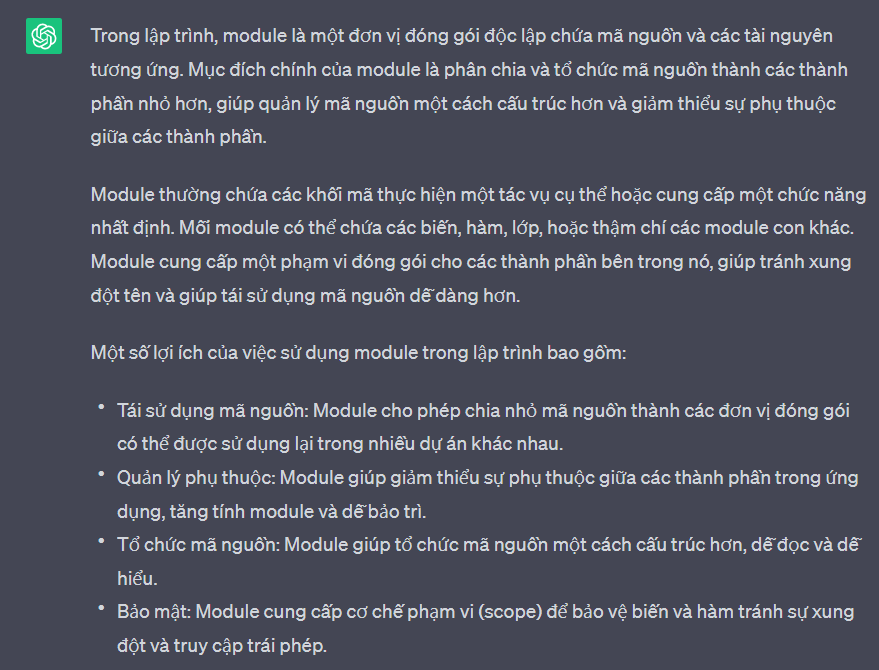 Trong lập trình, module là một đơn vị đóng gói độc lập chứa mã nguồn và các tài nguyên
tương ứng. Mục đích chính của module là phân chia và tổ chức mã nguồn thành các thành
phần nhỏ hơn, giúp quản lý mã nguồn một cách cấu trúc hơn và giảm thiểu sự phụ thuộc
giữa các thành phần.
Module thường chứa các khối mã thực hiện một tác vụ cụ thể hoặc cung cấp một chức năng
nhất định. Mỗi module có thể chứa các biến, hàm, lớp, hoặc thậm chí các module con khác.
Module cung cấp một phạm vi đóng gói cho các thành phần bên trong nó, giúp tránh xung
đột tên và giúp tái sử dụng mã nguồn dễ dàng hơn.
Một số lợi ích của việc sử dụng module trong lập trình bao gồm:
• Tái sử dụng mã nguồn: Module cho phép chia nhỏ mã nguồn thành các đơn vị đóng gói
có thể được sử dụng lại trong nhiều dự án khác nhau.
• Quản lý phụ thuộc: Module giúp giảm thiểu sự phụ thuộc giữa các thành phần trong ứng
dụng, tăng tính module và dễ bảo trì.
• Tổ chức mã nguồn: Module giúp tổ chức mã nguồn một cách cấu trúc hơn, dễ đọc và dễ
hiểu.
• Bảo mật: Module cung cấp cơ chế phạm vi (scope) để bảo vệ biến và hàm tránh sự xung
đột và truy cập trái phép.